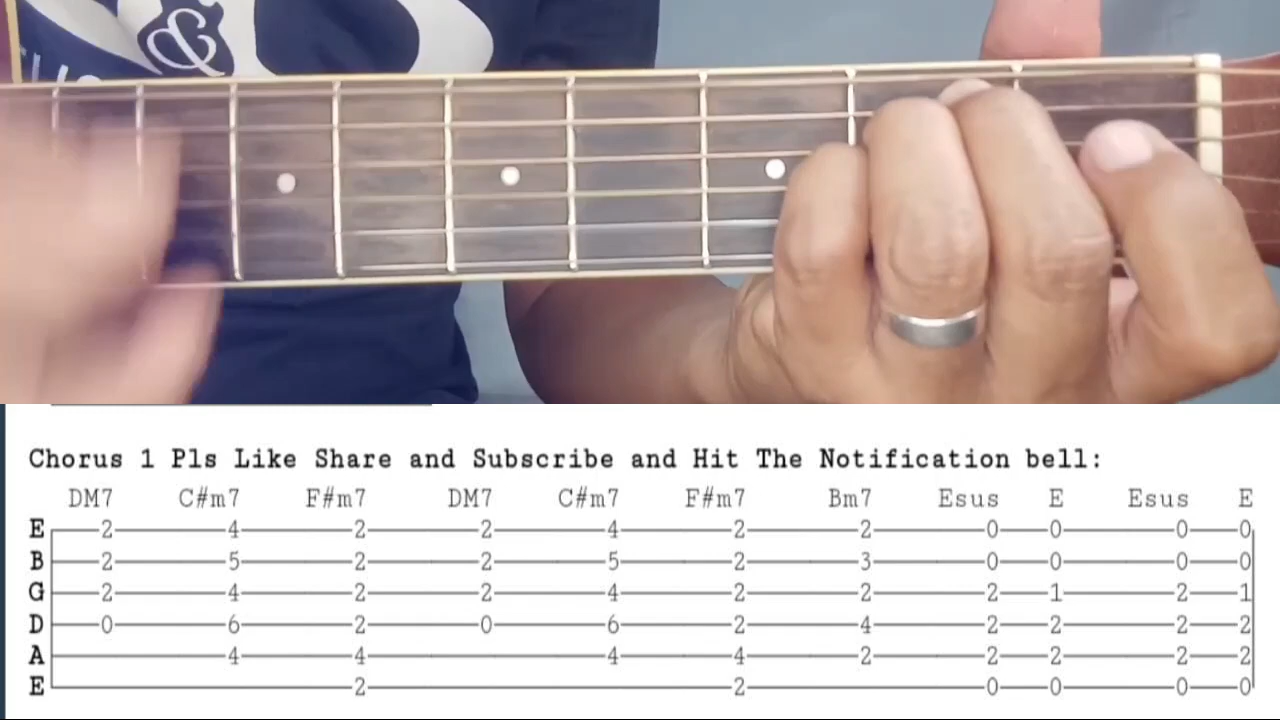 &
Chorus 1 Pls Like Share and Subscribe and Hit The Notification bell:
DM7 C#m7 F#m7 DM7 C#m7 F#m7 Bm7 Esus E Esus E
E 2 4 2 2 4 2 2 0 0 0 0
B 2 5 2 2 5 2 3 0 0 0 0
G 2 4 2 2 4 2 2 2 1 2 1
D 0 6 2 0 6 2 4 2 2 2 2
A 4 4 4 4 2 2 2 2 2
E 2 2 0 0 0 0